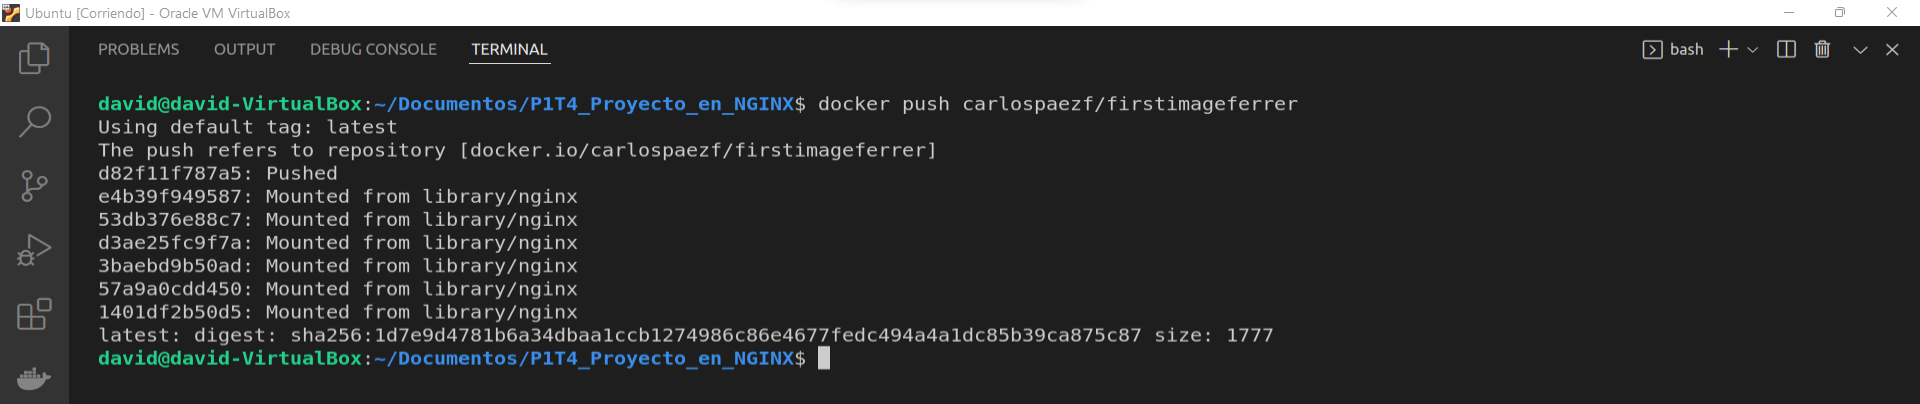 Ubuntu [Corriendo] - Oracle VM VirtualBox
PROBLEMS OUTPUT DEBUG CONSOLE TERMINAL bash
david@david-VirtualBox:~/Documentos/P1T4_Proyecto_en_NGINX$ docker push carlospaezf/firstimageferrer
Using default tag: latest
The push refers to repository [docker.io/carlospaezf/firstimageferrer]
d82f11f787a5: Pushed
e4b39f949587: Mounted from library/nginx
53db376e88c7: Mounted from library/nginx
d3ae25fc9f7a: Mounted from library/nginx
3baebd9b50ad: Mounted from library/nginx
57a9a0cdd450: Mounted from library/nginx
1401df2b50d5: Mounted from library/nginx
latest: digest: sha256:1d7e9d4781b6a34dbaa1ccb1274986c86e4677fedc494a4a1dc85b39ca875c87 size: 1777
david@david-VirtualBox:~/Documentos/P1T4_Proyecto_en_NGINX$